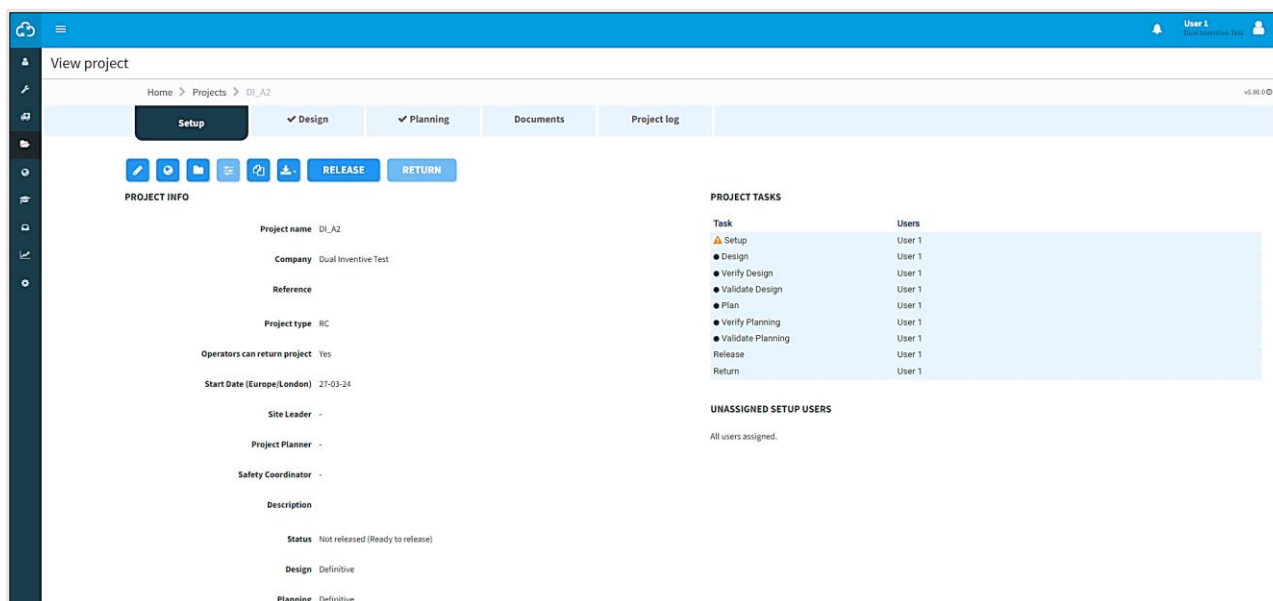 User 1
Dual Inventive Test
View project
Home > Projects > DI_A2
v5.80.0
Setup
Design
Planning
Documents
Project log
RELEASE
RETURN
PROJECT INFO
Project name DI_A2
Company Dual Inventive Test
Reference
Project type RC
Operators can return project Yes
Start Date (Europe/London) 27-03-24
Site Leader -
Project Planner -
Safety Coordinator -
Description
Status Not released (Ready to release)
Design Definitive
Planning Definitive
PROJECT TASKS
Task Users
Setup User 1
Design User 1
Verify Design User 1
Validate Design User 1
Plan User 1
Verify Planning User 1
Validate Planning User 1
Release User 1
Return User 1
UNASSIGNED SETUP USERS
All users assigned.